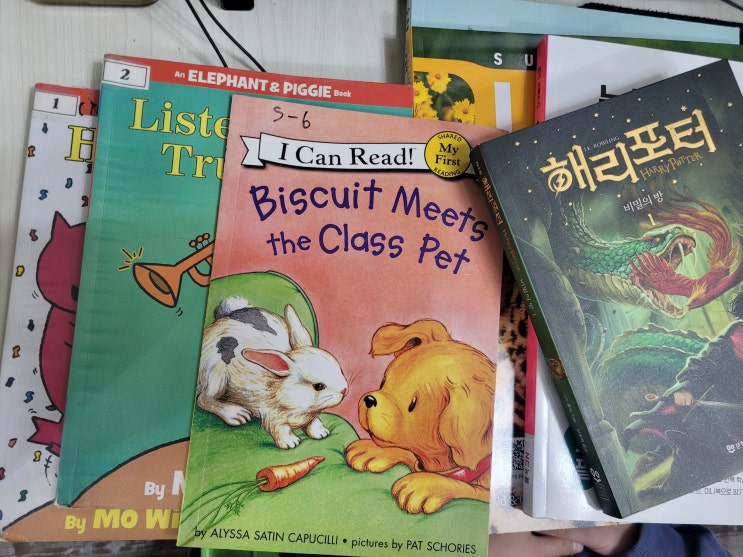 1
H
By MO Wi
2
An ELEPHANT & PIGGIE Book
Liste
Tru
By M
S-6
I Can Read!
SHARED
My
First
READING
Biscuit Meets
the Class Pet
by ALYSSA SATIN CAPUCILLI • pictures by PAT SCHORIES
S U
J.K. ROWLING
해리포터
HARRY POTTER
비밀의 방
1